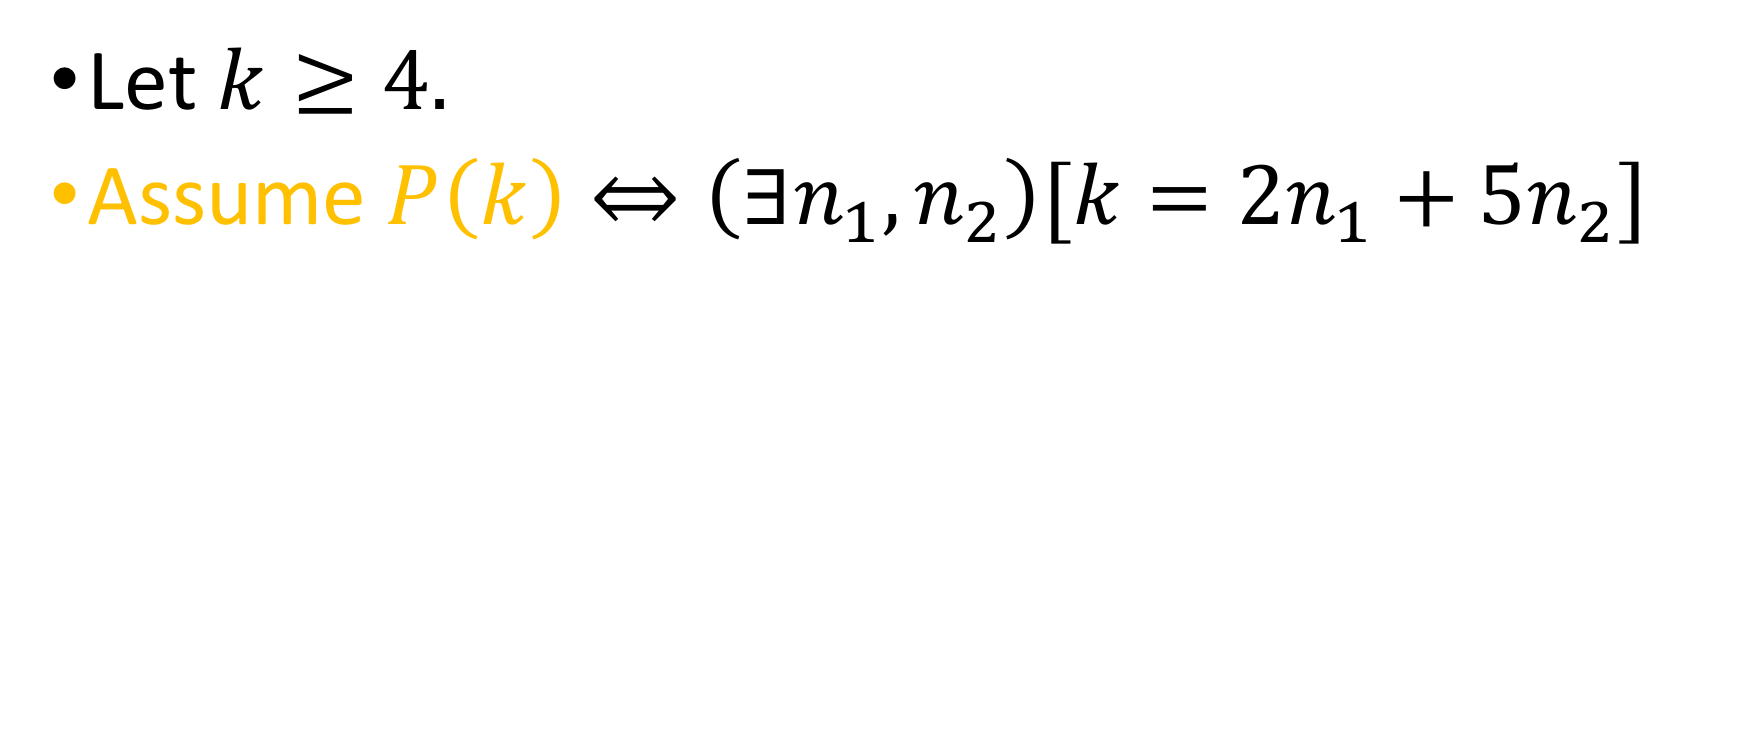 •Let 𝑘 ≥ 4.
•Assume 𝑃(𝑘) ⇔ (∃𝑛₁, 𝑛₂)[𝑘 = 2𝑛₁ + 5𝑛₂]